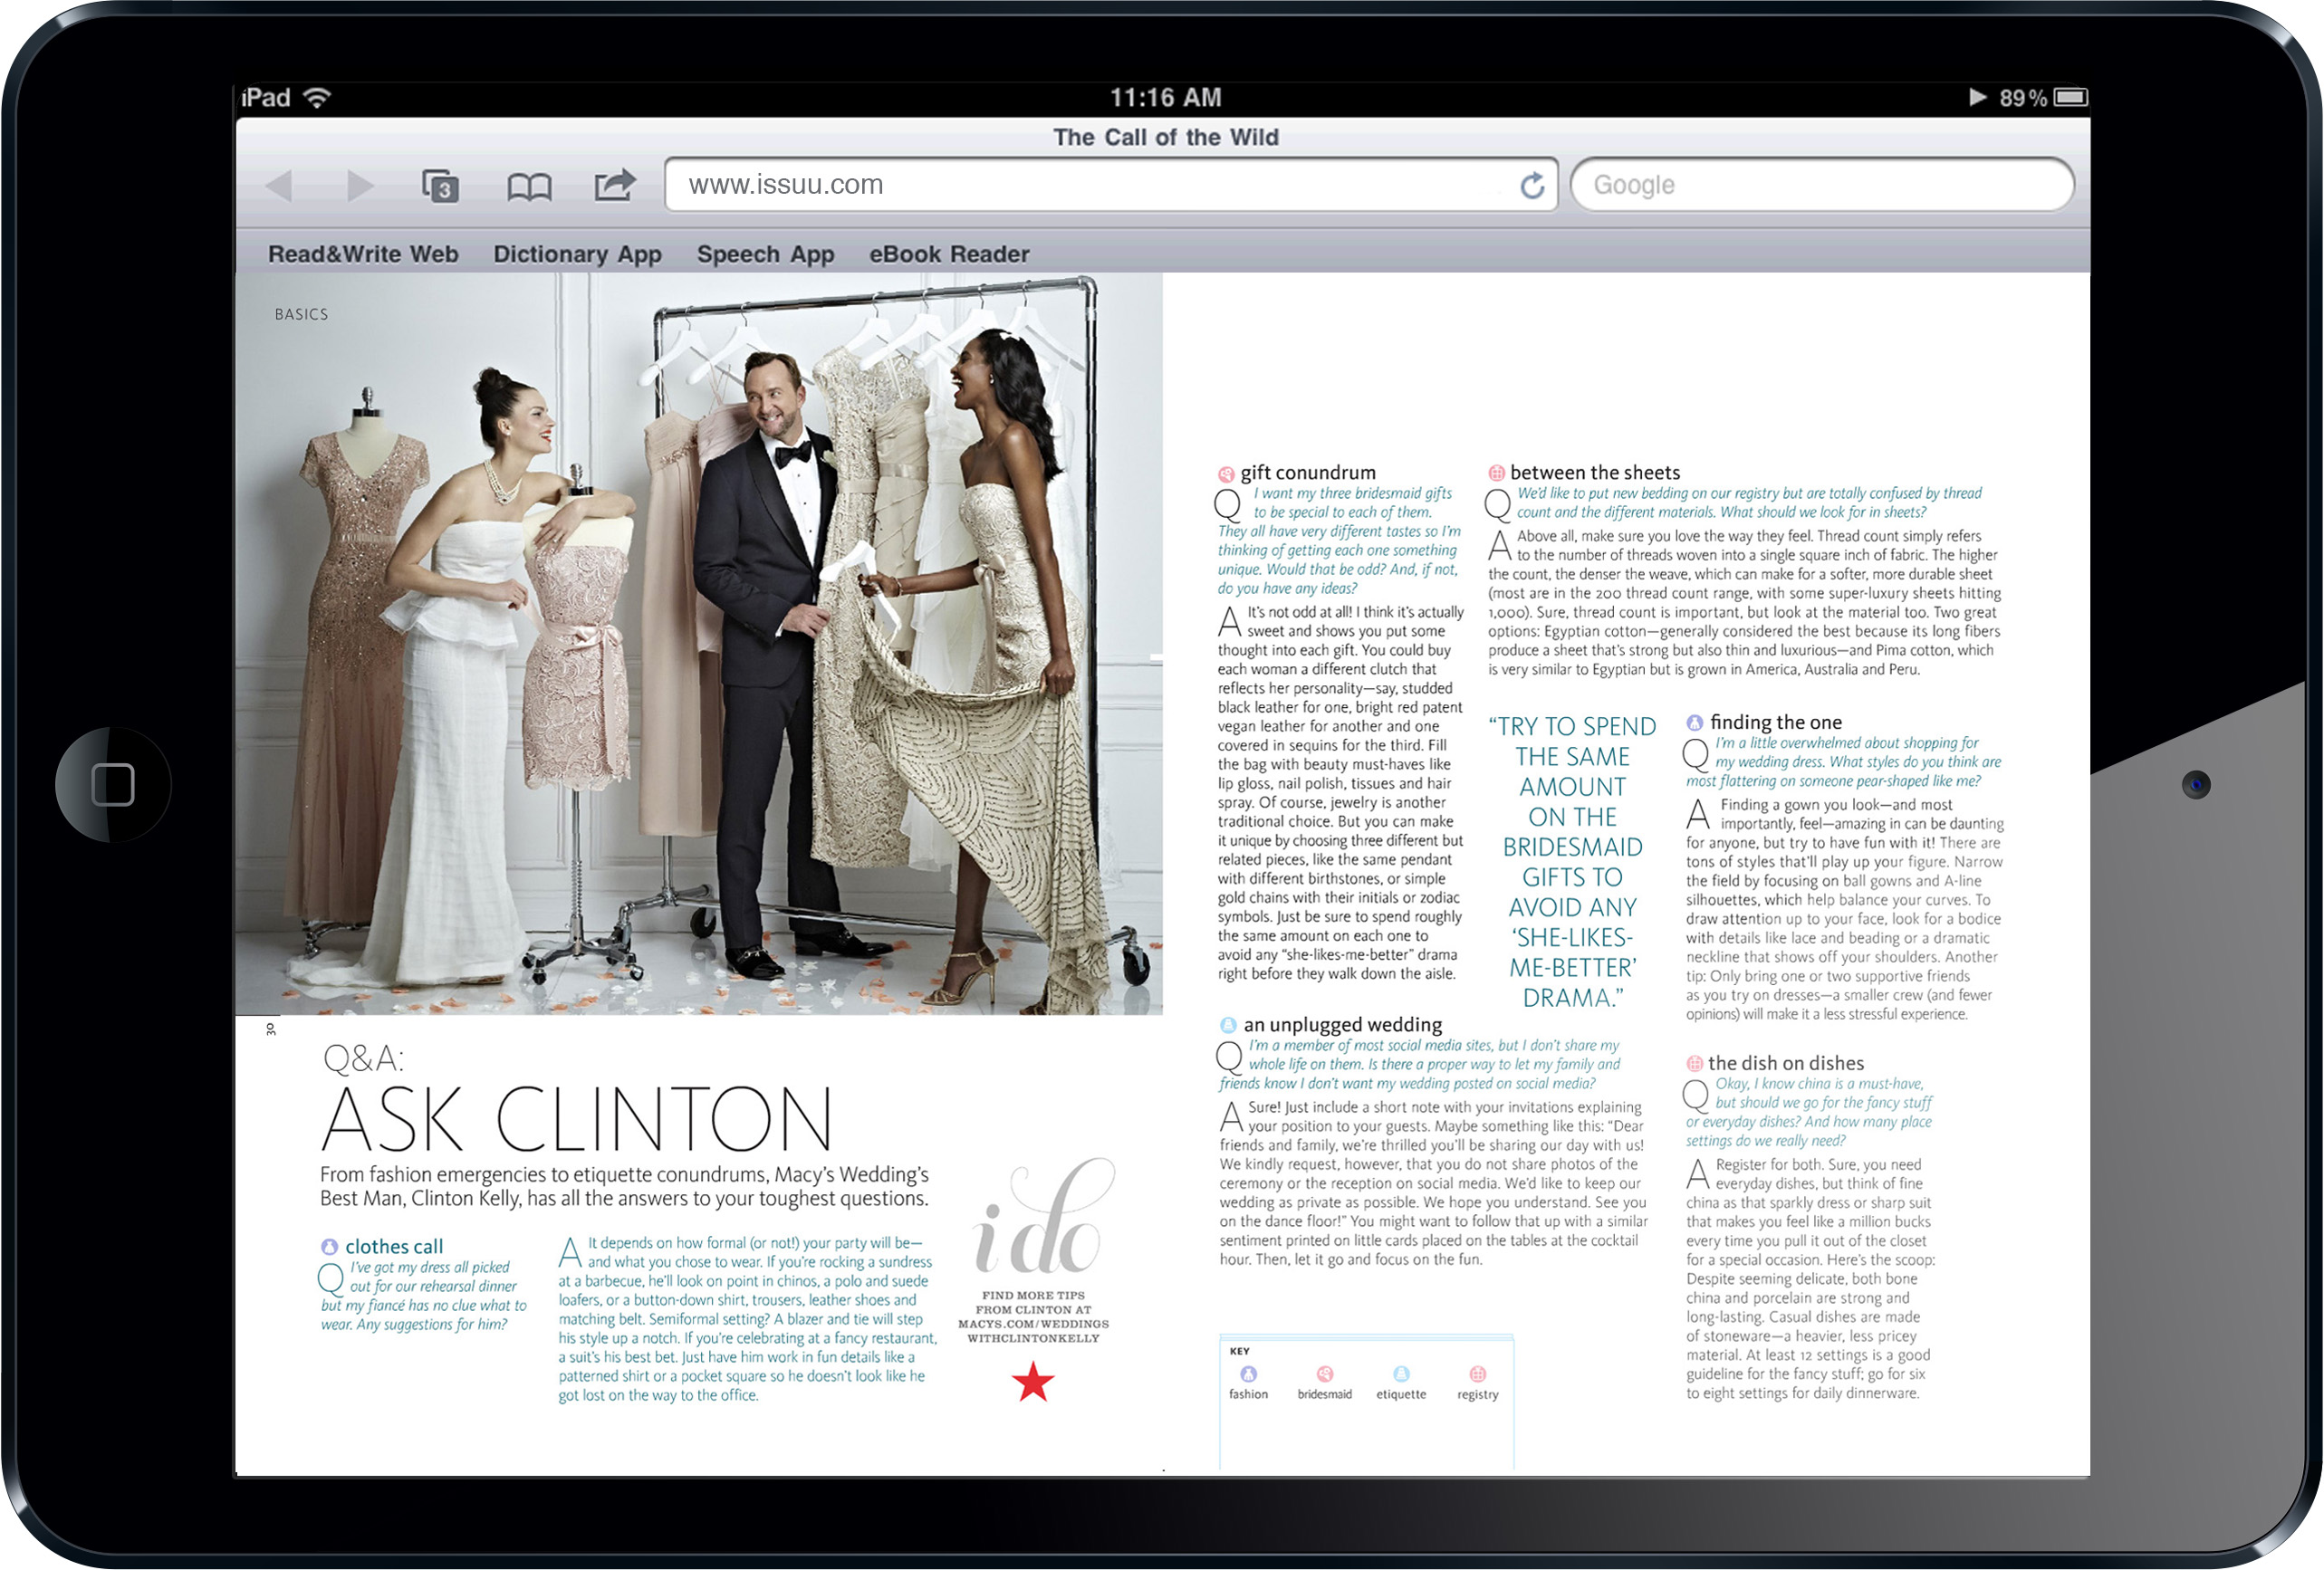 iPad
11:16 AM
89%
The Call of the Wild
3
www.issuu.com
Google
Read&Write Web
Dictionary App
Speech App
eBook Reader
BASICS
30
Q&A:
ASK CLINTON
From fashion emergencies to etiquette conundrums, Macy's Wedding's
Best Man, Clinton Kelly, has all the answers to your toughest questions.
clothes call
Q I've got my dress all picked
out for our rehearsal dinner
but my fiancé has no clue what to
wear. Any suggestions for him?
A It depends on how formal (or not!) your party will be—
and what you chose to wear. If you're rocking a sundress
at a barbecue, he'll look on point in chinos, a polo and suede
loafers, or a button-down shirt, trousers, leather shoes and
matching belt. Semiformal setting? A blazer and tie will step
his style up a notch. If you're celebrating at a fancy restaurant,
a suit's his best bet. Just have him work in fun details like a
patterned shirt or a pocket square so he doesn't look like he
got lost on the way to the office.
i do
FIND MORE TIPS
FROM CLINTON AT
MACYS.COM/WEDDINGS
WITHCLINTONKELLY
gift conundrum
Q I want my three bridesmaid gifts
to be special to each of them.
They all have very different tastes so I'm
thinking of getting each one something
unique. Would that be odd? And, if not,
do you have any ideas?
A It's not odd at all! I think it's actually
sweet and shows you put some
thought into each gift. You could buy
each woman a different clutch that
reflects her personality—say, studded
black leather for one, bright red patent
vegan leather for another and one
covered in sequins for the third. Fill
the bag with beauty must-haves like
lip gloss, nail polish, tissues and hair
spray. Of course, jewelry is another
traditional choice. But you can make
it unique by choosing three different but
related pieces, like the same pendant
with different birthstones, or simple
gold chains with their initials or zodiac
symbols. Just be sure to spend roughly
the same amount on each one to
avoid any "she-likes-me-better" drama
right before they walk down the aisle.
between the sheets
Q We'd like to put new bedding on our registry but are totally confused by thread
count and the different materials. What should we look for in sheets?
A Above all, make sure you love the way they feel. Thread count simply refers
to the number of threads woven into a single square inch of fabric. The higher
the count, the denser the weave, which can make for a softer, more durable sheet
(most are in the 200 thread count range, with some super-luxury sheets hitting
1,000). Sure, thread count is important, but look at the material too. Two great
options: Egyptian cotton—generally considered the best because its long fibers
produce a sheet that's strong but also thin and luxurious—and Pima cotton, which
is very similar to Egyptian but is grown in America, Australia and Peru.
"TRY TO SPEND
THE SAME
AMOUNT
ON THE
BRIDESMAID
GIFTS TO
AVOID ANY
'SHE-LIKES-
ME-BETTER'
DRAMA."
finding the one
Q I'm a little overwhelmed about shopping for
my wedding dress. What styles do you think are
most flattering on someone pear-shaped like me?
A Finding a gown you look—and most
importantly, feel—amazing in can be daunting
for anyone, but try to have fun with it! There are
tons of styles that'll play up your figure. Narrow
the field by focusing on ball gowns and A-line
silhouettes, which help balance your curves. To
draw attention up to your face, look for a bodice
with details like lace and beading or a dramatic
neckline that shows off your shoulders. Another
tip: Only bring one or two supportive friends
as you try on dresses—a smaller crew (and fewer
opinions) will make it a less stressful experience.
an unplugged wedding
Q I'm a member of most social media sites, but I don't share my
whole life on them. Is there a proper way to let my family and
friends know I don't want my wedding posted on social media?
A Sure! Just include a short note with your invitations explaining
your position to your guests. Maybe something like this: "Dear
friends and family, we're thrilled you'll be sharing our day with us!
We kindly request, however, that you do not share photos of the
ceremony or the reception on social media. We'd like to keep our
wedding as private as possible. We hope you understand. See you
on the dance floor!" You might want to follow that up with a similar
sentiment printed on little cards placed on the tables at the cocktail
hour. Then, let it go and focus on the fun.
the dish on dishes
Q Okay, I know china is a must-have,
but should we go for the fancy stuff
or everyday dishes? And how many place
settings do we really need?
A Register for both. Sure, you need
everyday dishes, but think of fine
china as that sparkly dress or sharp suit
that makes you feel like a million bucks
every time you pull it out of the closet
for a special occasion. Here's the scoop:
Despite seeming delicate, both bone
china and porcelain are strong and
long-lasting. Casual dishes are made
of stoneware—a heavier, less pricey
material. At least 12 settings is a good
guideline for the fancy stuff; go for six
to eight settings for daily dinnerware.
KEY
fashion
bridesmaid
etiquette
registry